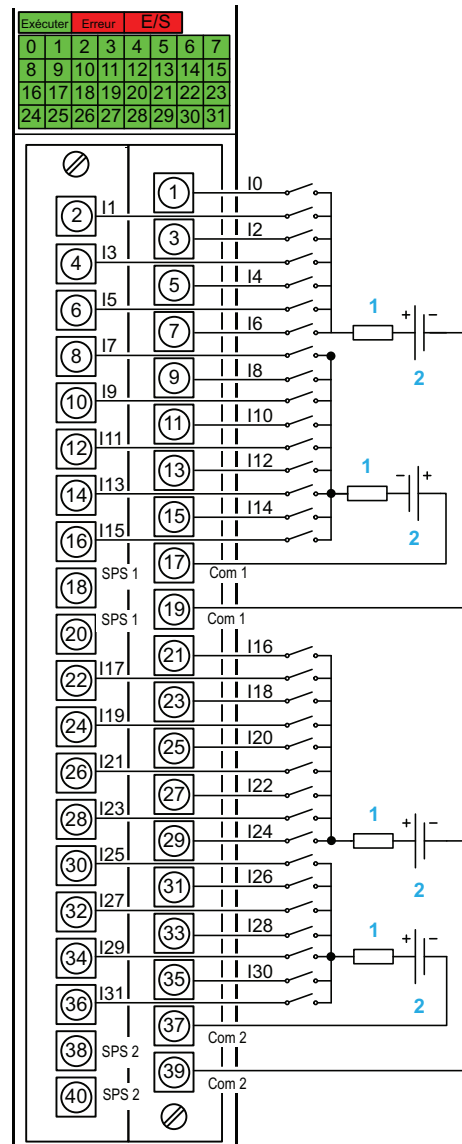 Exécuter Erreur E/S
0 1 2 3 4 5 6 7
8 9 10 11 12 13 14 15
16 17 18 19 20 21 22 23
24 25 26 27 28 29 30 31
1 I0
2 I1
3 I2
4 I3
5 I4
6 I5
7 I6
1
+ −
2
8 I7
9 I8
10 I9
11 I10
12 I11
13 I12
14 I13
1
− +
2
15 I14
16 I15
17 Com 1
18 SPS 1
19 Com 1
20 SPS 1
21 I16
22 I17
23 I18
24 I19
25 I20
26 I21
27 I22
28 I23
29 I24
1
+ −
2
30 I25
31 I26
32 I27
33 I28
34 I29
1
+ −
2
35 I30
36 I31
37 Com 2
38 SPS 2
39 Com 2
40 SPS 2